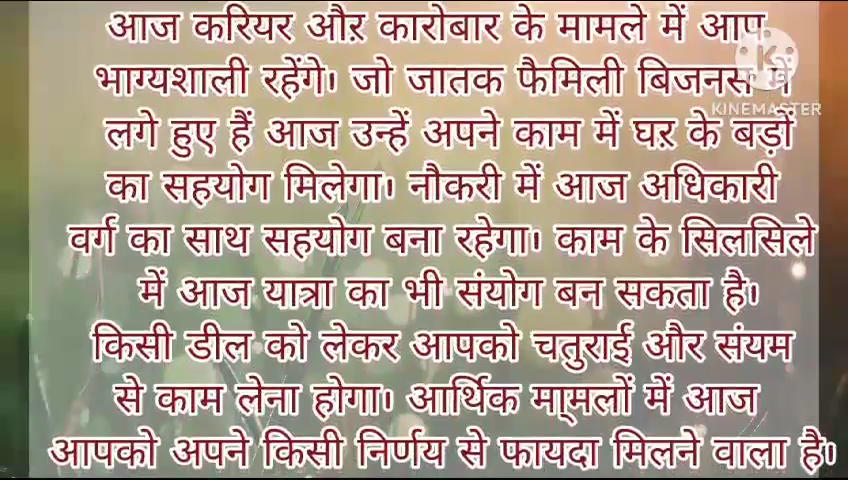 आज करियर औऱ कारोबार के मामले में आप
भाग्यशाली रहेंगे। जो जातक फैमिली बिजनस में
KINEMASTER
लगे हुए हैं आज उन्हें अपने काम में घऱ के बड़ों
का सहयोग मिलेगा। नौकरी में आज अधिकारी
वर्ग का साथ सहयोग बना रहेगा। काम के सिलसिले
में आज यात्रा का भी संयोग बन सकता है।
किसी डील को लेकर आपको चतुराई और संयम
से काम लेना होगा। आर्थिक मा्मलों में आज
आपको अपने किसी निर्णय से फायदा मिलने वाला है।